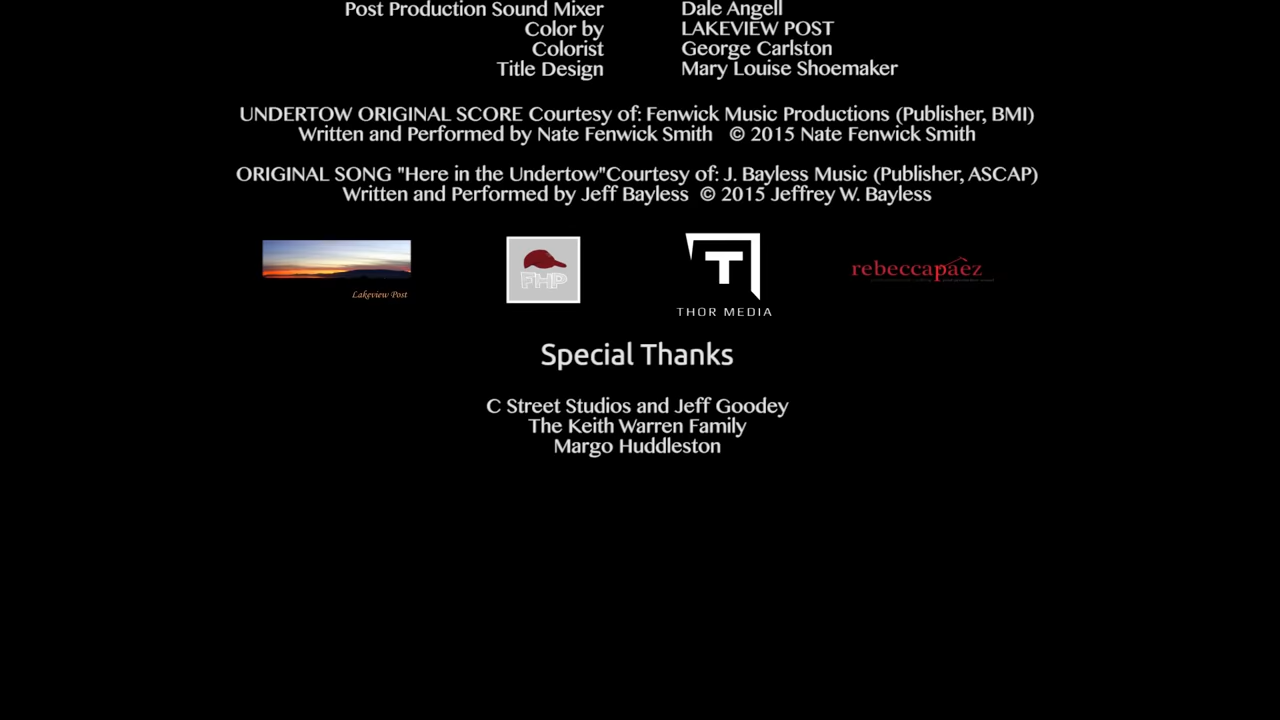 Post Production Sound Mixer Dale Angell
Color by LAKEVIEW POST
Colorist George Carlston
Title Design Mary Louise Shoemaker
UNDERTOW ORIGINAL SCORE Courtesy of: Fenwick Music Productions (Publisher, BMI)
Written and Performed by Nate Fenwick Smith © 2015 Nate Fenwick Smith
ORIGINAL SONG "Here in the Undertow"Courtesy of: J. Bayless Music (Publisher, ASCAP)
Written and Performed by Jeff Bayless © 2015 Jeffrey W. Bayless
Lakeview Post
FHP
T
THOR MEDIA
rebeccapaez
Special Thanks
C Street Studios and Jeff Goodey
The Keith Warren Family
Margo Huddleston